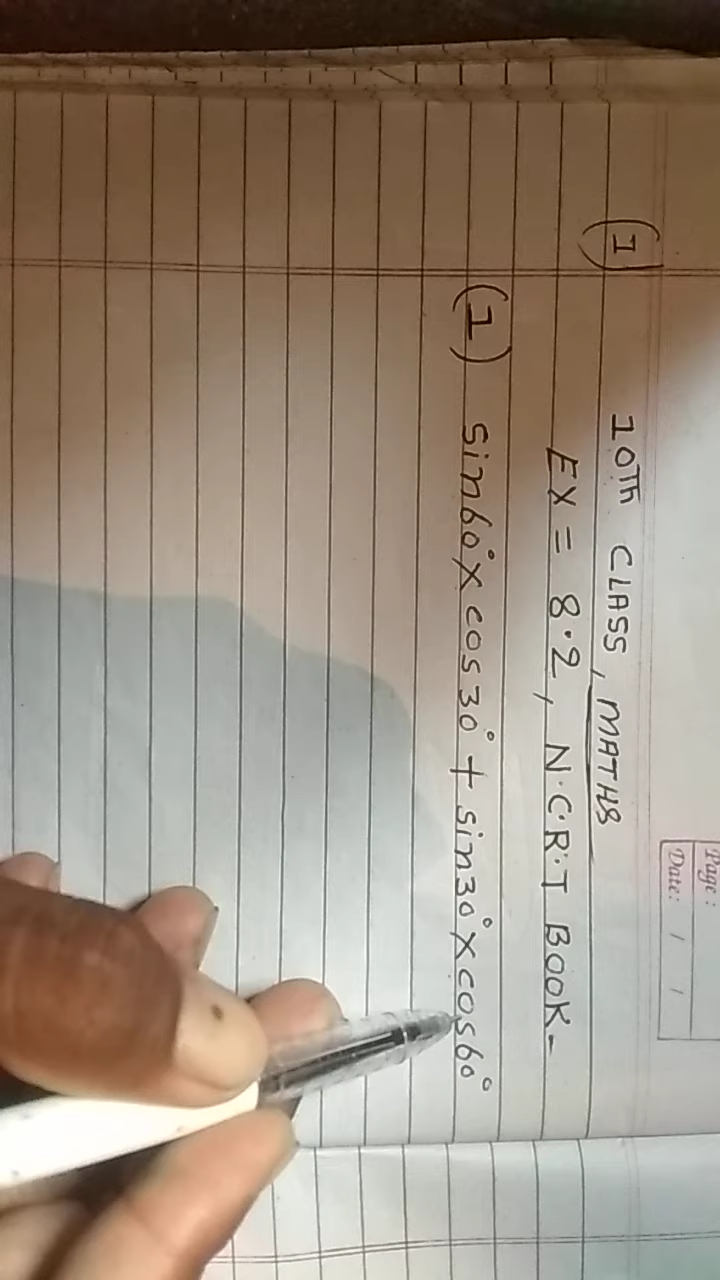 Page :
Date: / /
(1) 10Th CLASS, MATHS
EX = 8.2, N.C.R.T BOOK-
(1) sin60° × cos30° + sin30° × cos60°